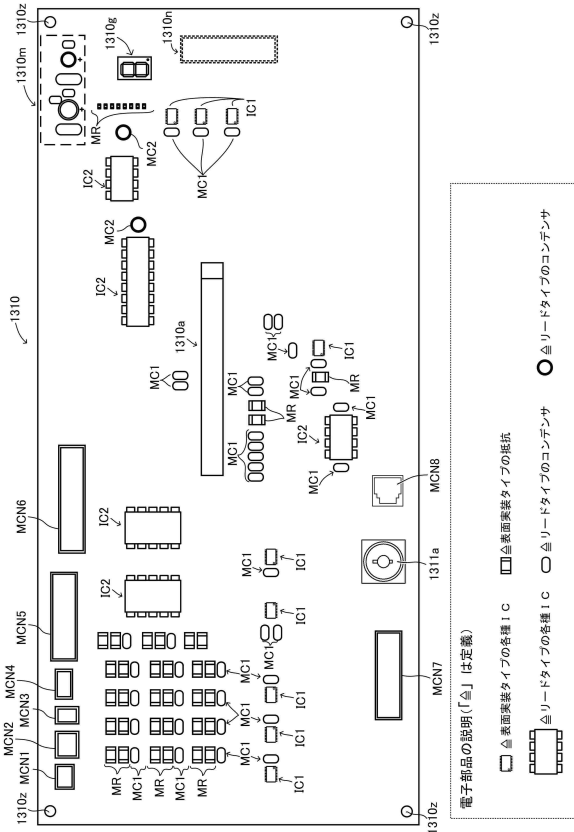 1310
1310z
MCN1
MCN2
MCN3
MCN4
MCN5
MCN6
1310m
1310z
MR
MC2
IC2
1310g
IC2
IC2
IC2
MC2
1310n
MR
MC1
MR
MC1
MR
MC1
1310a
MC1
IC1
MC1
MC1
MC1
MC1
MC1
MC1
MR
MC1
IC1
IC1
IC1
IC1
IC1
MC1
MC1
IC2
MC1
MC1
MR
IC1
1310z
MCN7
1311a
MCN8
1310z
電子部品の説明(「≙」は定義)
≙表面実装タイプの各種IC
≙表面実装タイプの抵抗
≙リードタイプの各種IC
≙リードタイプのコンデンサ
≙リードタイプのコンデンサ